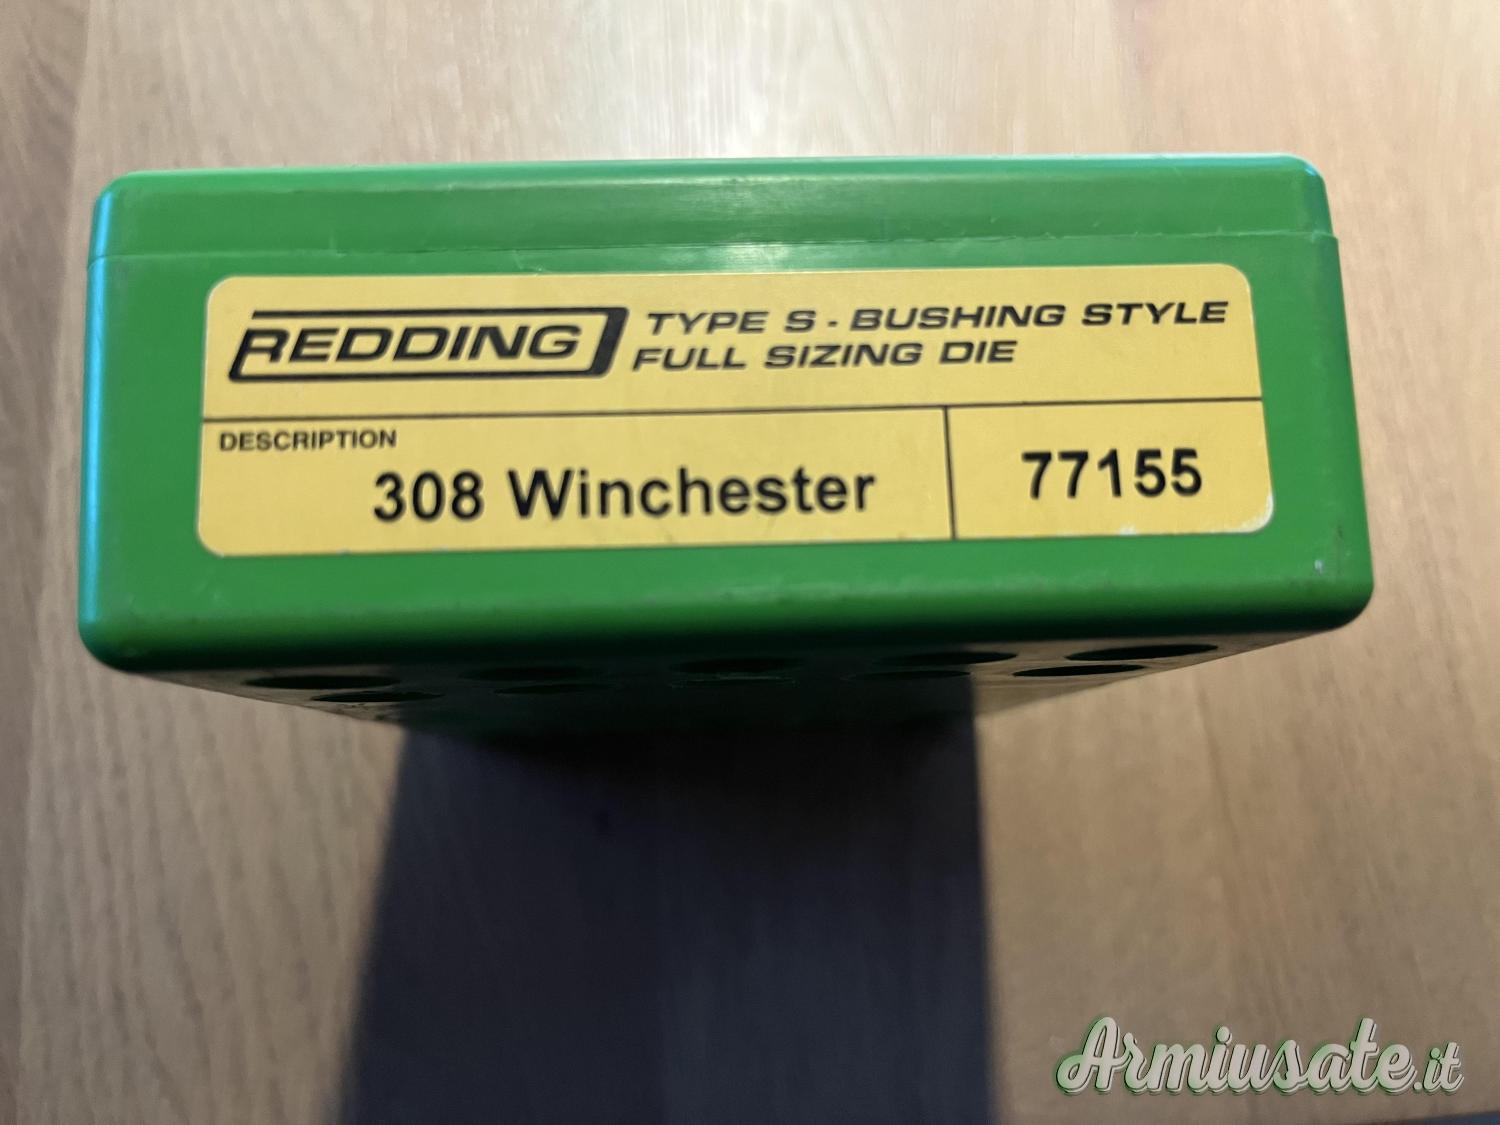 REDDING
TYPE S - BUSHING STYLE
FULL SIZING DIE
DESCRIPTION
308 Winchester
77155
Armiusate.it